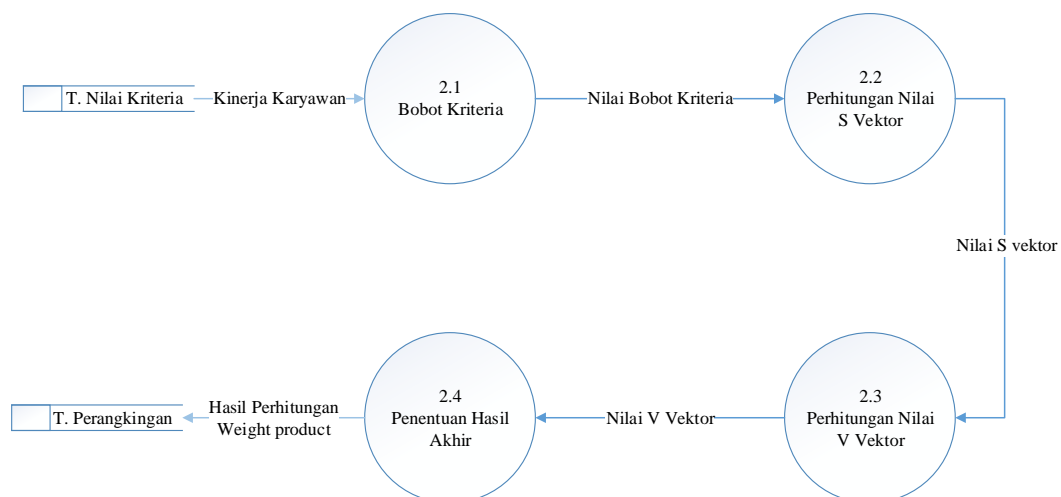 T. Nilai Kriteria
Kinerja Karyawan
2.1
Bobot Kriteria
Nilai Bobot Kriteria
2.2
Perhitungan Nilai
S Vektor
Nilai S vektor
2.3
Perhitungan Nilai
V Vektor
Nilai V Vektor
2.4
Penentuan Hasil
Akhir
Hasil Perhitungan
Weight product
T. Perangkingan